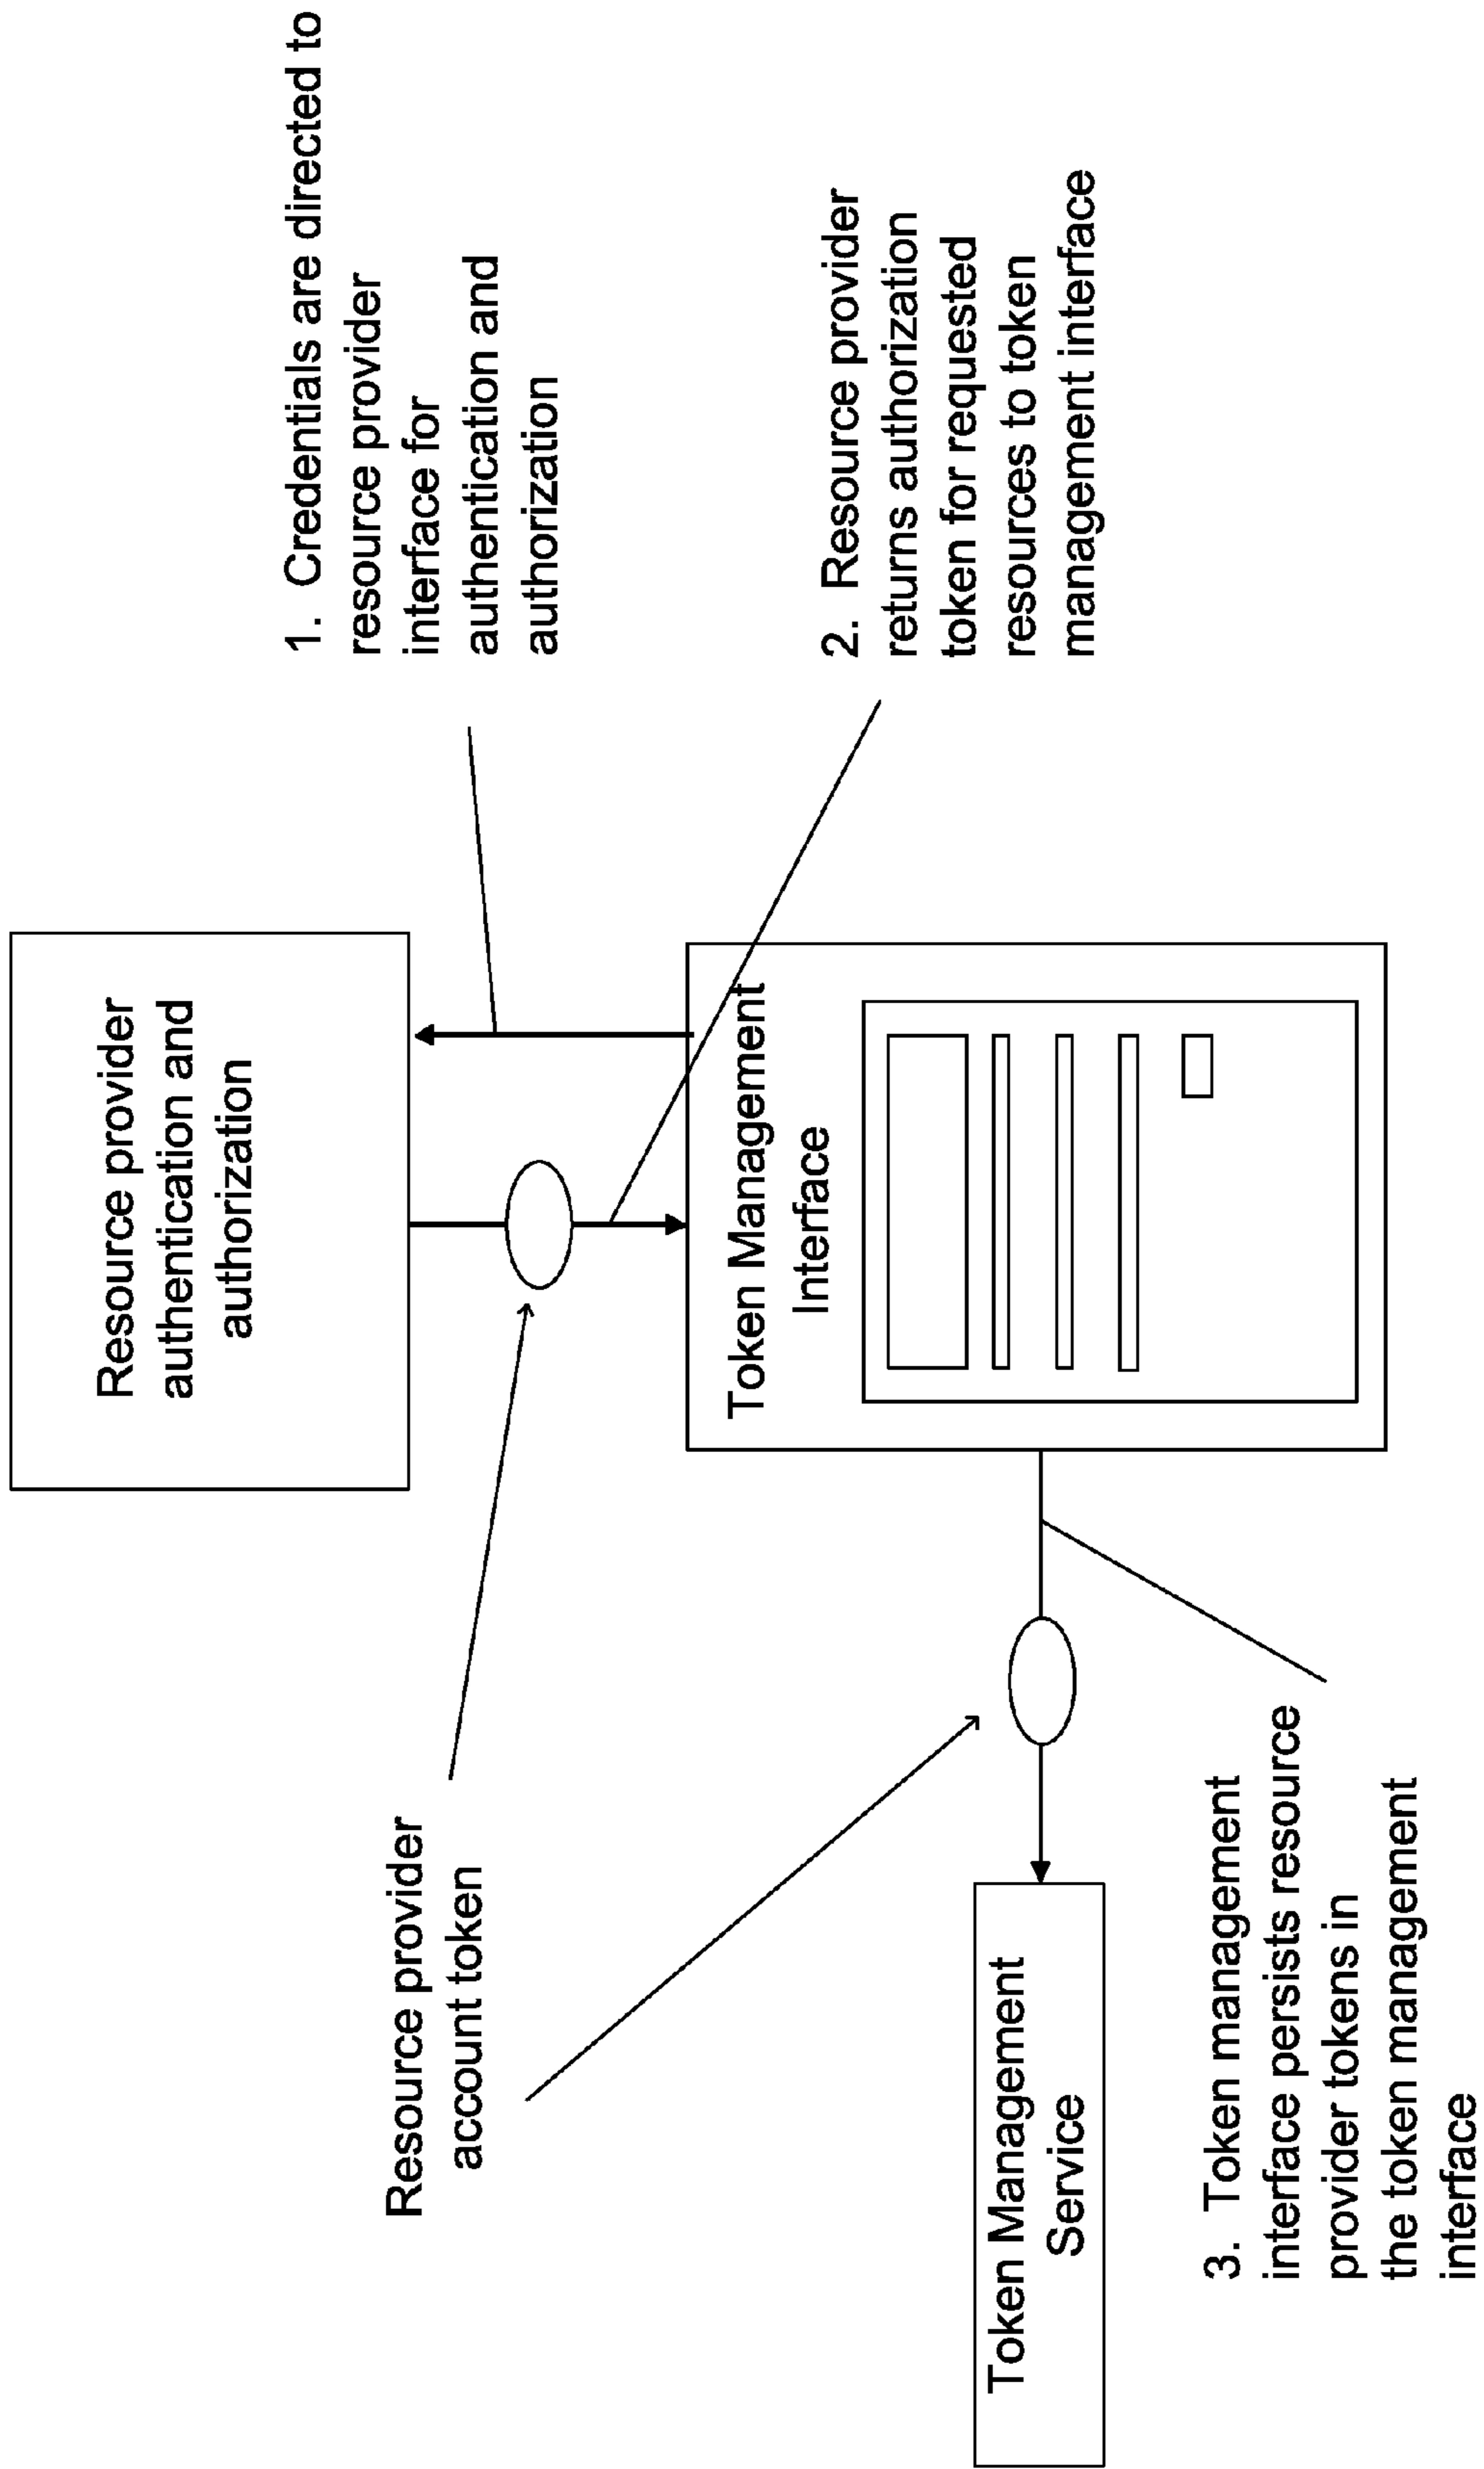 Resource provider
authentication and
authorization
1. Credentials are directed to
resource provider
interface for
authentication and
authorization
2. Resource provider
returns authorization
token for requested
resources to token
management interface
Resource provider
account token
Token Management
Interface
Token Management
Service
3. Token management
interface persists resource
provider tokens in
the token management
interface